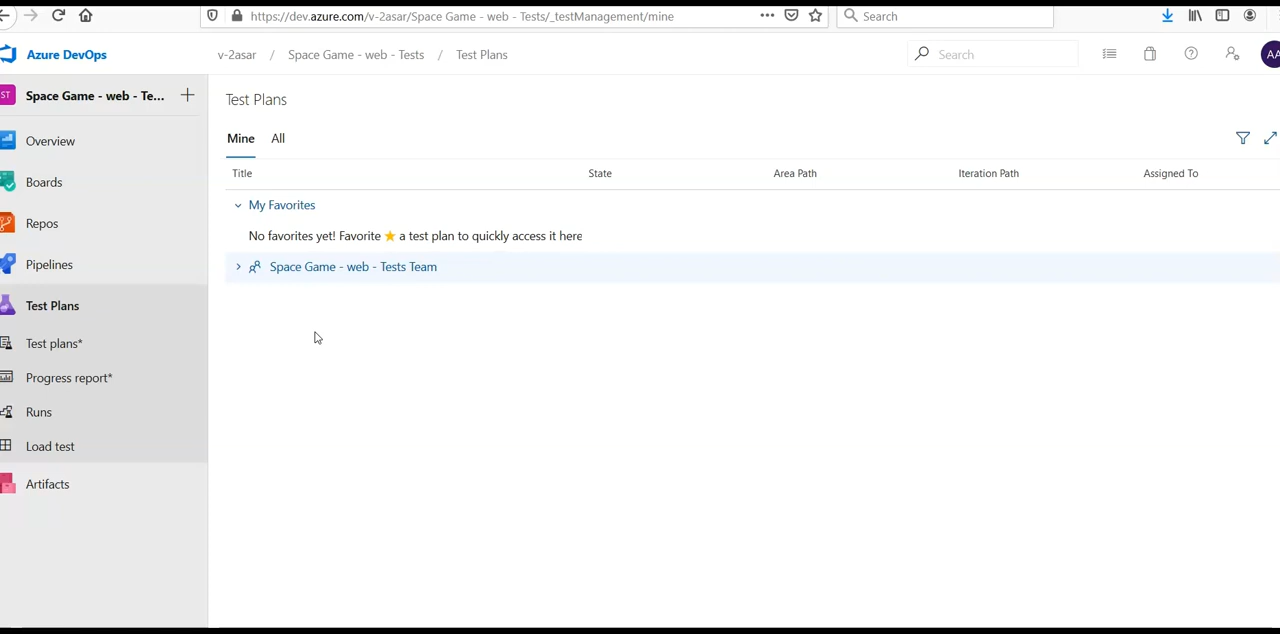 https://dev.azure.com/v-2asar/Space Game - web - Tests/_testManagement/mine
Search
Azure DevOps
v-2asar / Space Game - web - Tests / Test Plans
Search
AA
ST
Space Game - web - Te...
Overview
Boards
Repos
Pipelines
Test Plans
Test plans*
Progress report*
Runs
Load test
Artifacts
Test Plans
Mine All
Title State Area Path Iteration Path Assigned To
My Favorites
No favorites yet! Favorite ⭐ a test plan to quickly access it here
Space Game - web - Tests Team